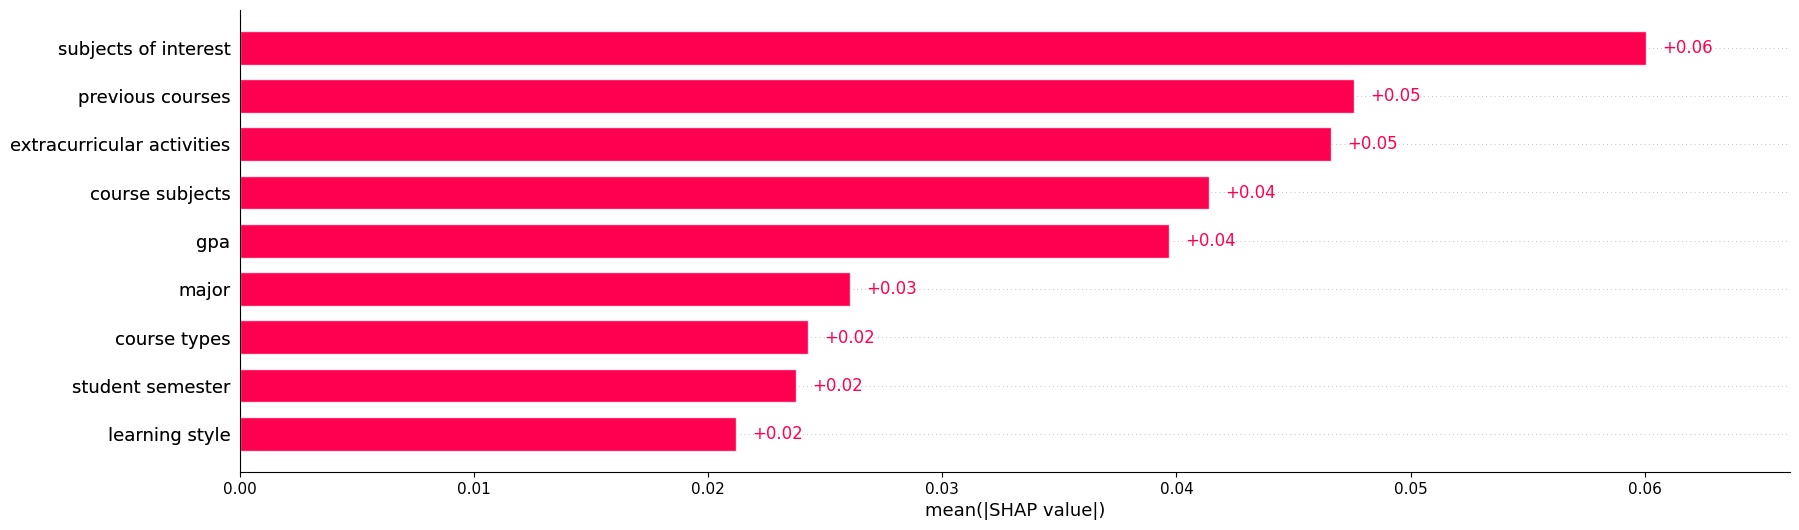 subjects of interest +0.06
previous courses +0.05
extracurricular activities +0.05
course subjects +0.04
gpa +0.04
major +0.03
course types +0.02
student semester +0.02
learning style +0.02
0.00 0.01 0.02 0.03 0.04 0.05 0.06
mean(|SHAP value|)